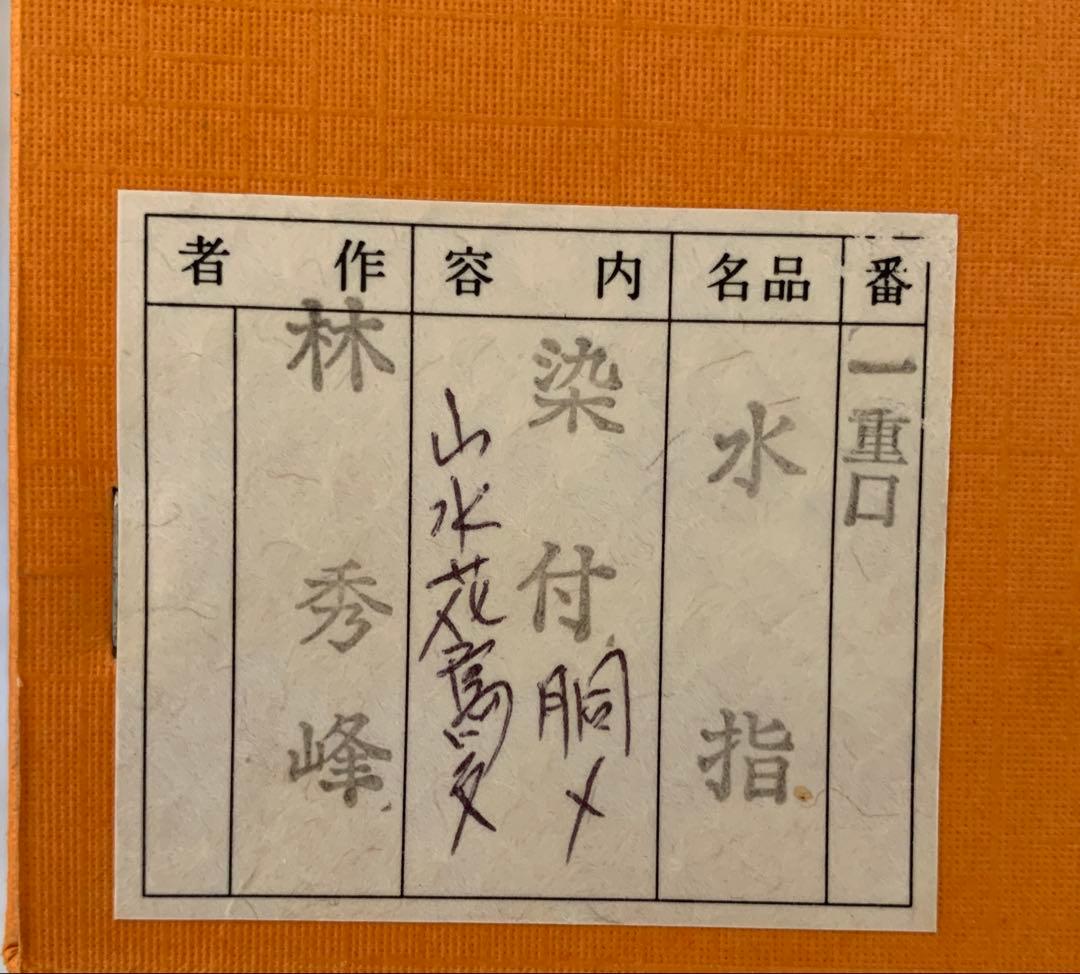 番
一重口
品名
水指
内容
染付胴〆
山水花鳥文
作者
林秀峰